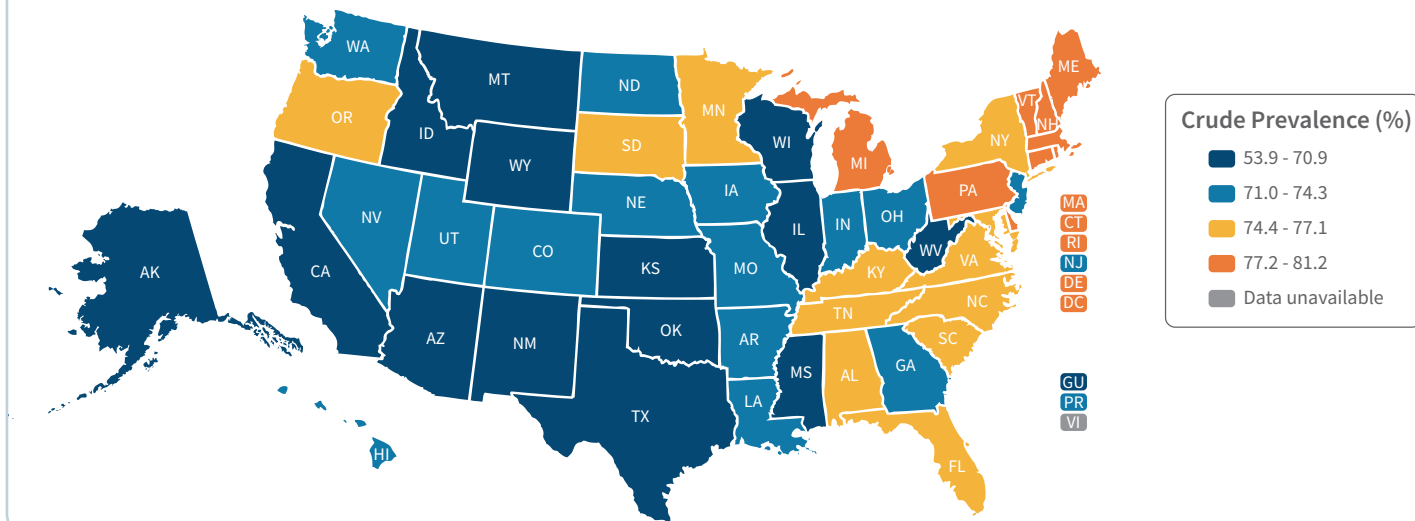 WA
MT
ND
MN
ME
VT
NH
OR
ID
SD
WI
NY
WY
MI
IA
PA
NE
NV
UT
CO
IL
IN
OH
CA
KS
MO
WV
VA
KY
AK
AZ
NM
OK
AR
TN
NC
SC
MS
AL
GA
TX
LA
FL
HI
MA
CT
RI
NJ
DE
DC
GU
PR
VI
Crude Prevalence (%)
53.9 - 70.9
71.0 - 74.3
74.4 - 77.1
77.2 - 81.2
Data unavailable